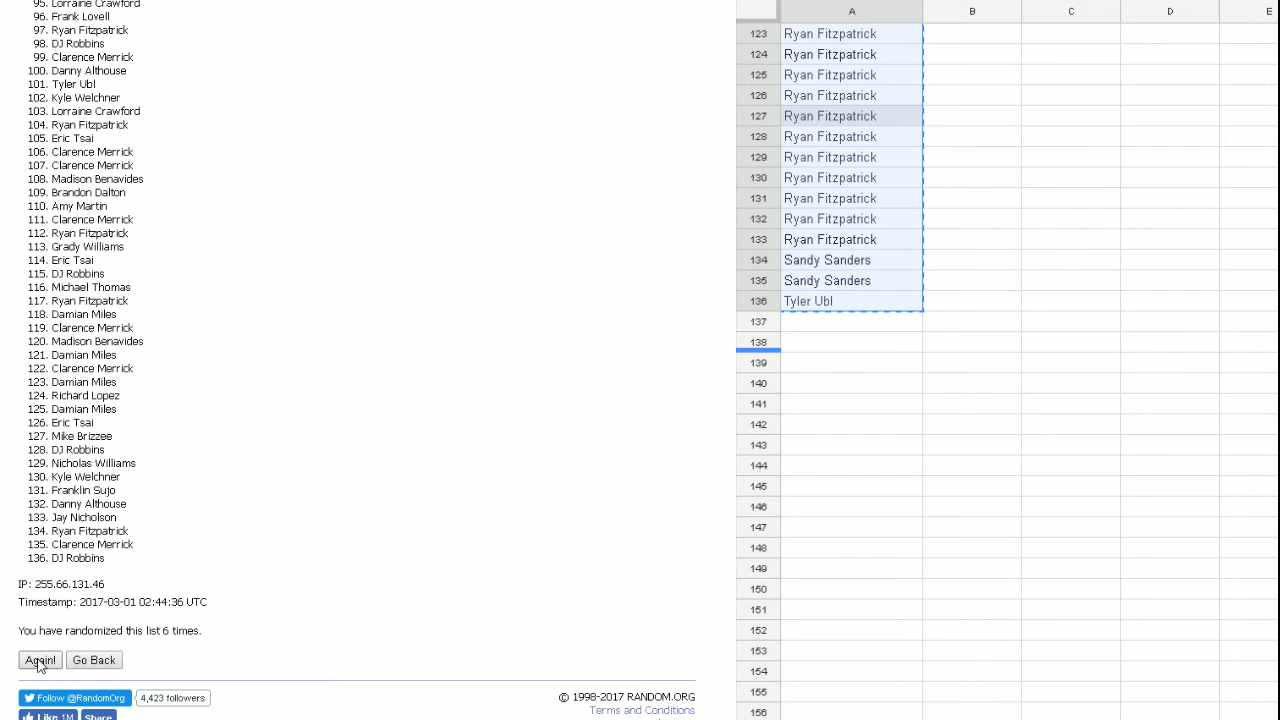 95. Lorraine Crawford
96. Frank Lovell
97. Ryan Fitzpatrick
98. DJ Robbins
99. Clarence Merrick
100. Danny Althouse
101. Tyler Ubl
102. Kyle Welchner
103. Lorraine Crawford
104. Ryan Fitzpatrick
105. Eric Tsai
106. Clarence Merrick
107. Clarence Merrick
108. Madison Benavides
109. Brandon Dalton
110. Amy Martin
111. Clarence Merrick
112. Ryan Fitzpatrick
113. Grady Williams
114. Eric Tsai
115. DJ Robbins
116. Michael Thomas
117. Ryan Fitzpatrick
118. Damian Miles
119. Clarence Merrick
120. Madison Benavides
121. Damian Miles
122. Clarence Merrick
123. Damian Miles
124. Richard Lopez
125. Damian Miles
126. Eric Tsai
127. Mike Brizzee
128. DJ Robbins
129. Nicholas Williams
130. Kyle Welchner
131. Franklin Sujo
132. Danny Althouse
133. Jay Nicholson
134. Ryan Fitzpatrick
135. Clarence Merrick
136. DJ Robbins
IP: 255.66.131.46
Timestamp: 2017-03-01 02:44:36 UTC
You have randomized this list 6 times.
Again! Go Back
Follow @RandomOrg 4,423 followers
Like 1M Share
© 1998-2017 RANDOM.ORG
Terms and Conditions
A B C D E
123 Ryan Fitzpatrick
124 Ryan Fitzpatrick
125 Ryan Fitzpatrick
126 Ryan Fitzpatrick
127 Ryan Fitzpatrick
128 Ryan Fitzpatrick
129 Ryan Fitzpatrick
130 Ryan Fitzpatrick
131 Ryan Fitzpatrick
132 Ryan Fitzpatrick
133 Ryan Fitzpatrick
134 Sandy Sanders
135 Sandy Sanders
136 Tyler Ubl
137
138
139
140
141
142
143
144
145
146
147
148
149
150
151
152
153
154
155
156